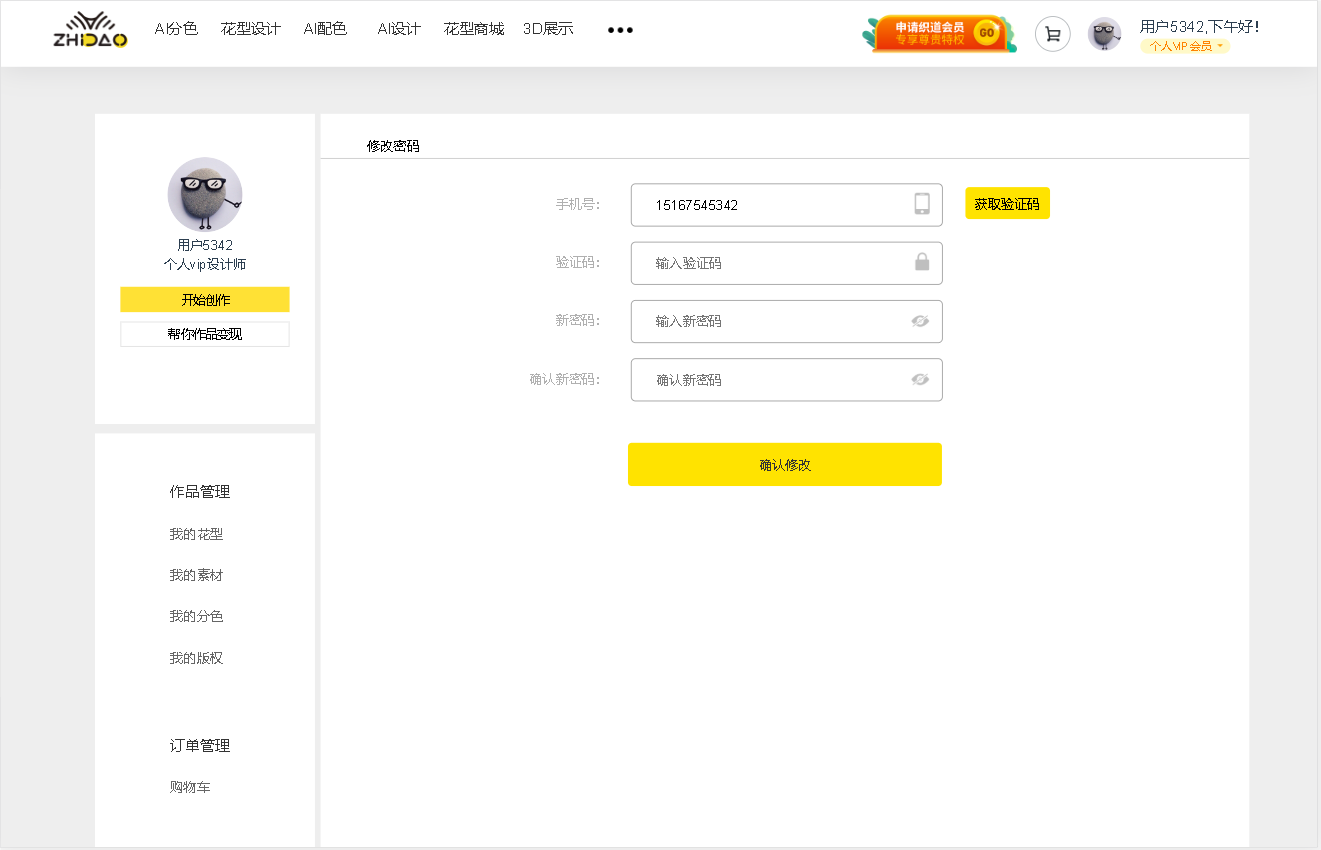 ZHIDAO
AI分色 花型设计 AI配色 AI设计 花型商城 3D展示 •••
申请织道会员
专享尊贵特权
GO
用户5342,下午好!
个人VIP会员
用户5342
个人vip设计师
开始创作
帮你作品变现
作品管理
我的花型
我的素材
我的分色
我的版权
订单管理
购物车
修改密码
手机号: 15167545342 获取验证码
验证码: 输入验证码
新密码: 输入新密码
确认新密码: 确认新密码
确认修改